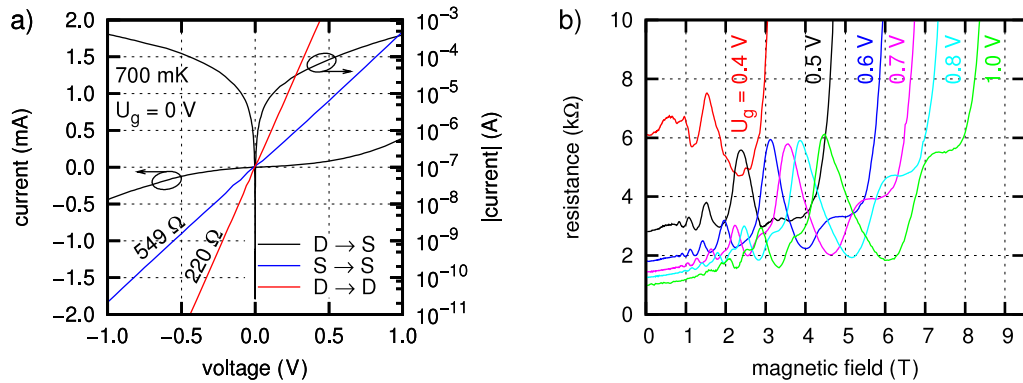 a)
2.0
1.5
1.0
0.5
0.0
−0.5
−1.0
−1.5
−2.0
current (mA)
700 mK
U_g = 0 V
549 Ω
220 Ω
D → S
S → S
D → D
10⁻³
10⁻⁴
10⁻⁵
10⁻⁶
10⁻⁷
10⁻⁸
10⁻⁹
10⁻¹⁰
10⁻¹¹
|current| (A)
−1.0 −0.5 0.0 0.5 1.0
voltage (V)
b)
10
8
6
4
2
0
resistance (kΩ)
U_g = 0.4 V
0.5 V
0.6 V
0.7 V
0.8 V
1.0 V
0 1 2 3 4 5 6 7 8 9
magnetic field (T)